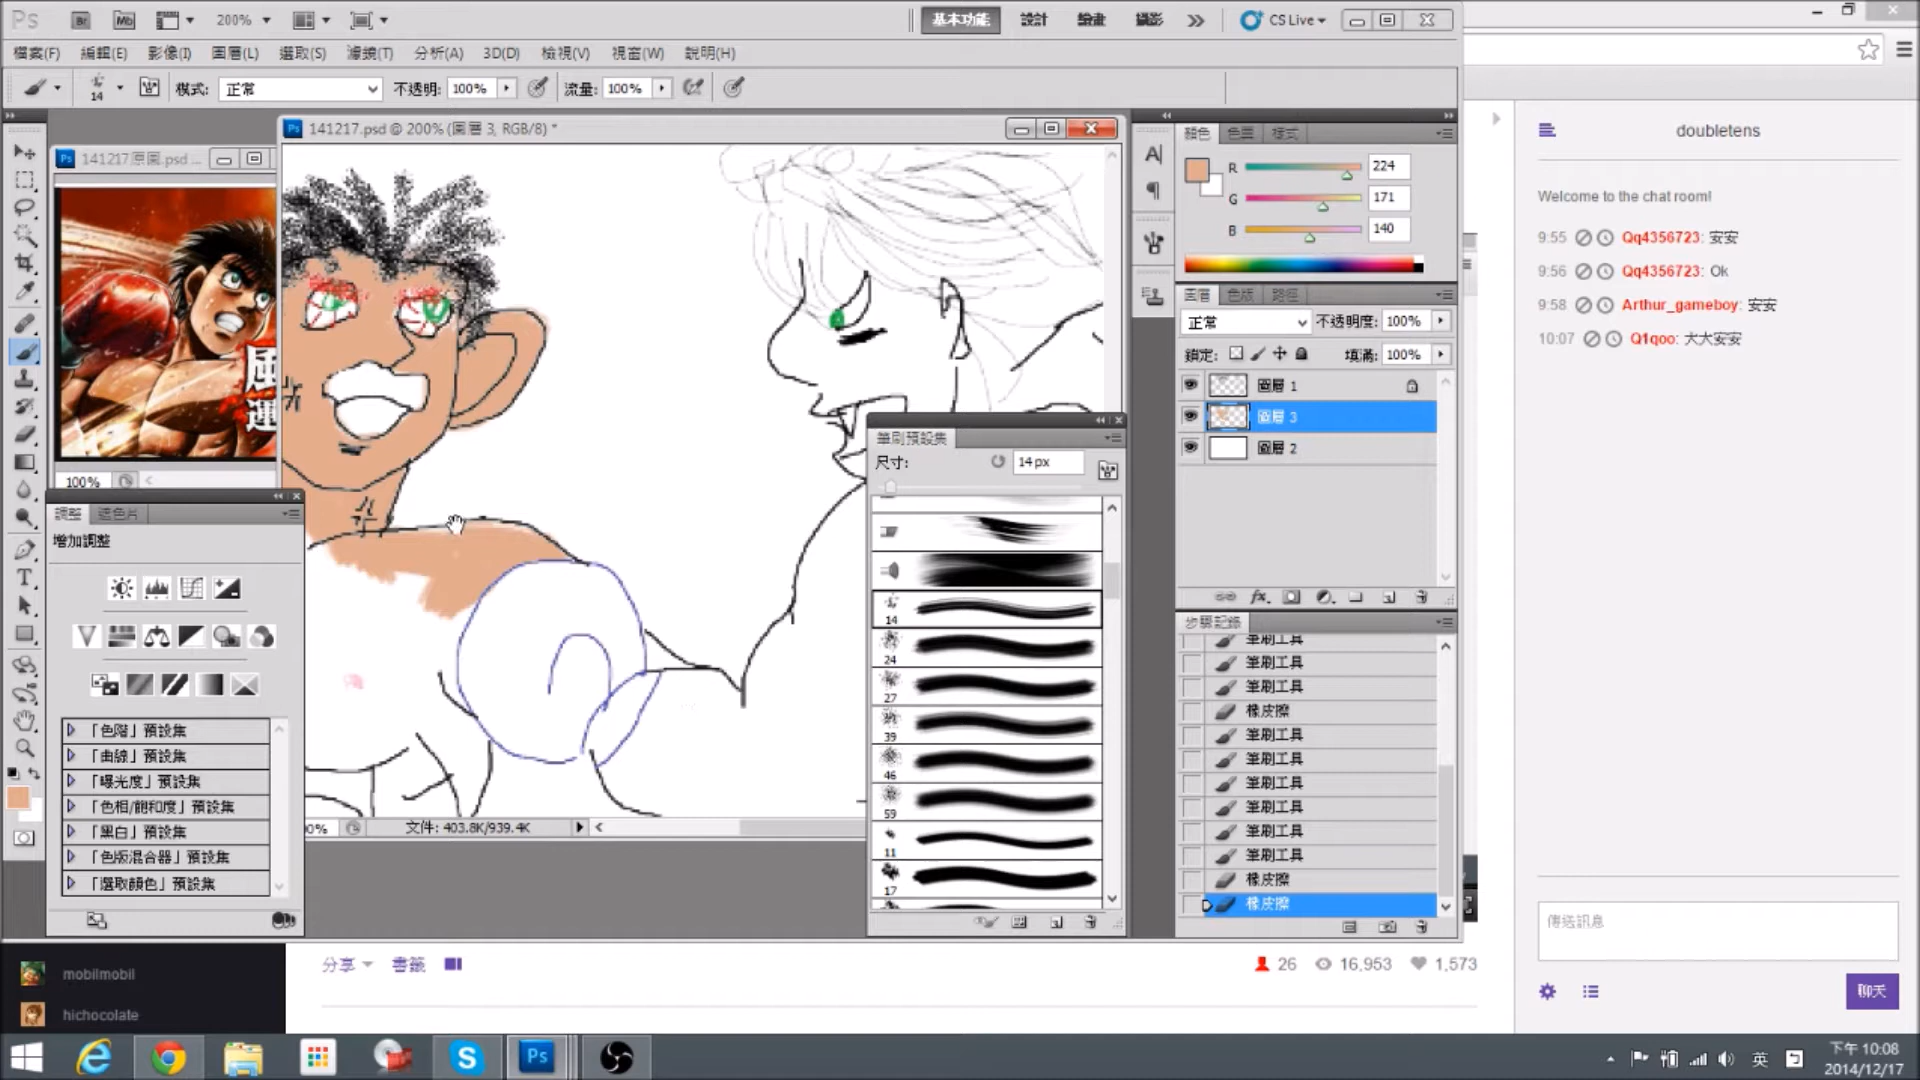 Ps Br Mb 200% 基本功能 設計 繪畫 攝影 CS Live
檔案(F) 編輯(E) 影像(I) 圖層(L) 選取(S) 濾鏡(T) 分析(A) 3D(D) 檢視(V) 視窗(W) 說明(H)
14 模式: 正常 不透明: 100% 流量: 100%
141217.psd @ 200% (圖層 3, RGB/8) *
141217原圖.psd ...
100%
調整 遮色片
增加調整
「色階」預設集
「曲線」預設集
「曝光度」預設集
「色相/飽和度」預設集
「黑白」預設集
「色版混合器」預設集
「選取顏色」預設集
文件: 403.8K/939.4K
筆刷預設集
尺寸: 14 px
14
24
27
39
46
59
11
17
顏色 色票 樣式
R 224
G 171
B 140
圖層 色版 路徑
正常 不透明度: 100%
鎖定: 填滿: 100%
圖層 1
圖層 3
圖層 2
步驟記錄
筆刷工具
筆刷工具
筆刷工具
橡皮擦
筆刷工具
筆刷工具
筆刷工具
筆刷工具
筆刷工具
筆刷工具
橡皮擦
橡皮擦
doubletens
Welcome to the chat room!
9:55 Qq4356723: 安安
9:56 Qq4356723: Ok
9:58 Arthur_gameboy: 安安
10:07 Q1qoo: 大大安安
傳送訊息
聊天
mobilmobil
hichocolate
分享 書籤
26 16,953 1,573
英
下午 10:08
2014/12/17